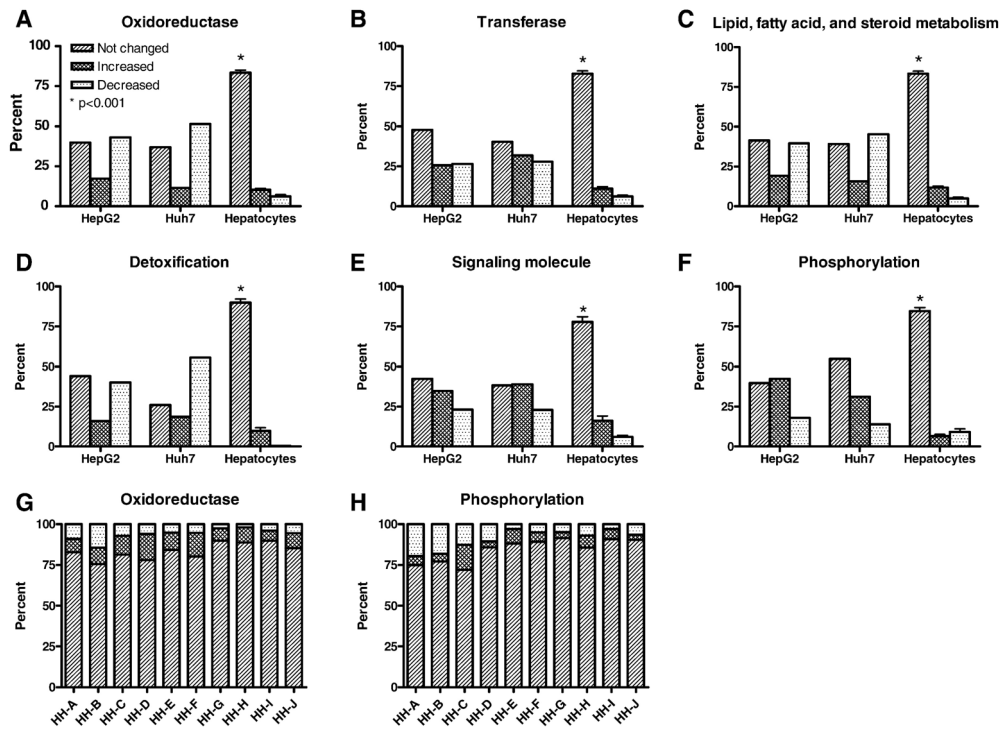 A Oxidoreductase
Percent
100
75
50
25
0
Not changed
Increased
Decreased
* p<0.001
*
HepG2 Huh7 Hepatocytes
B Transferase
Percent
100
75
50
25
0
*
HepG2 Huh7 Hepatocytes
C Lipid, fatty acid, and steroid metabolism
Percent
100
75
50
25
0
*
HepG2 Huh7 Hepatocytes
D Detoxification
Percent
100
75
50
25
0
*
HepG2 Huh7 Hepatocytes
E Signaling molecule
Percent
100
75
50
25
0
*
HepG2 Huh7 Hepatocytes
F Phosphorylation
Percent
100
75
50
25
0
*
HepG2 Huh7 Hepatocytes
G Oxidoreductase
Percent
100
75
50
25
0
HH-A HH-B HH-C HH-D HH-E HH-F HH-G HH-H HH-I HH-J
H Phosphorylation
Percent
100
75
50
25
0
HH-A HH-B HH-C HH-D HH-E HH-F HH-G HH-H HH-I HH-J